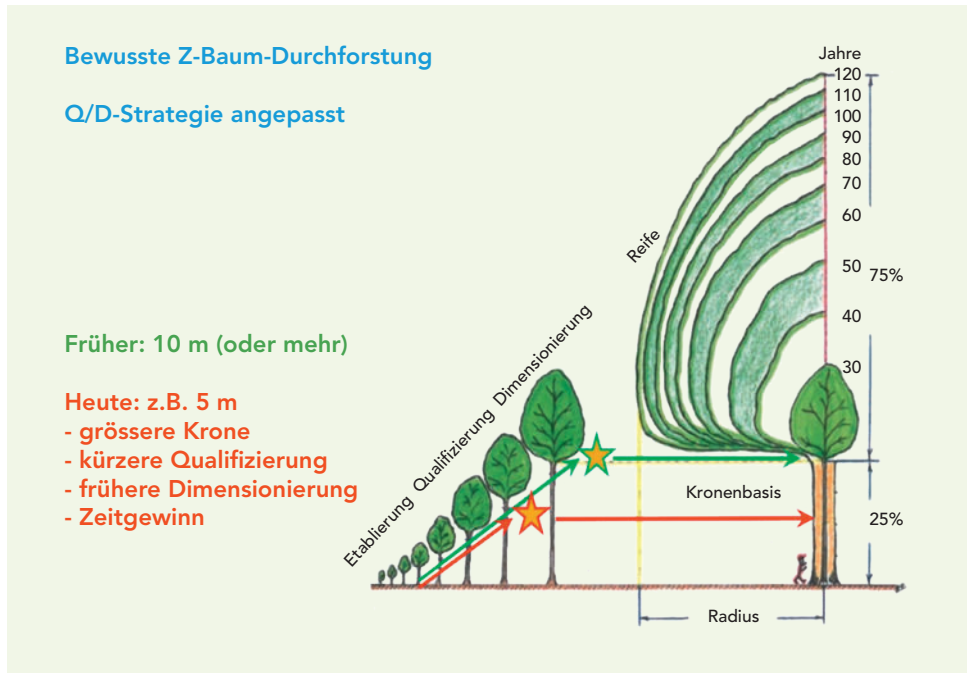 Bewusste Z-Baum-Durchforstung
Q/D-Strategie angepasst
Früher: 10 m (oder mehr)
Heute: z.B. 5 m
- grössere Krone
- kürzere Qualifizierung
- frühere Dimensionierung
- Zeitgewinn
Etablierung Qualifizierung Dimensionierung
Reife
Jahre
120
110
100
90
80
70
60
50
75%
40
30
Kronenbasis
25%
Radius